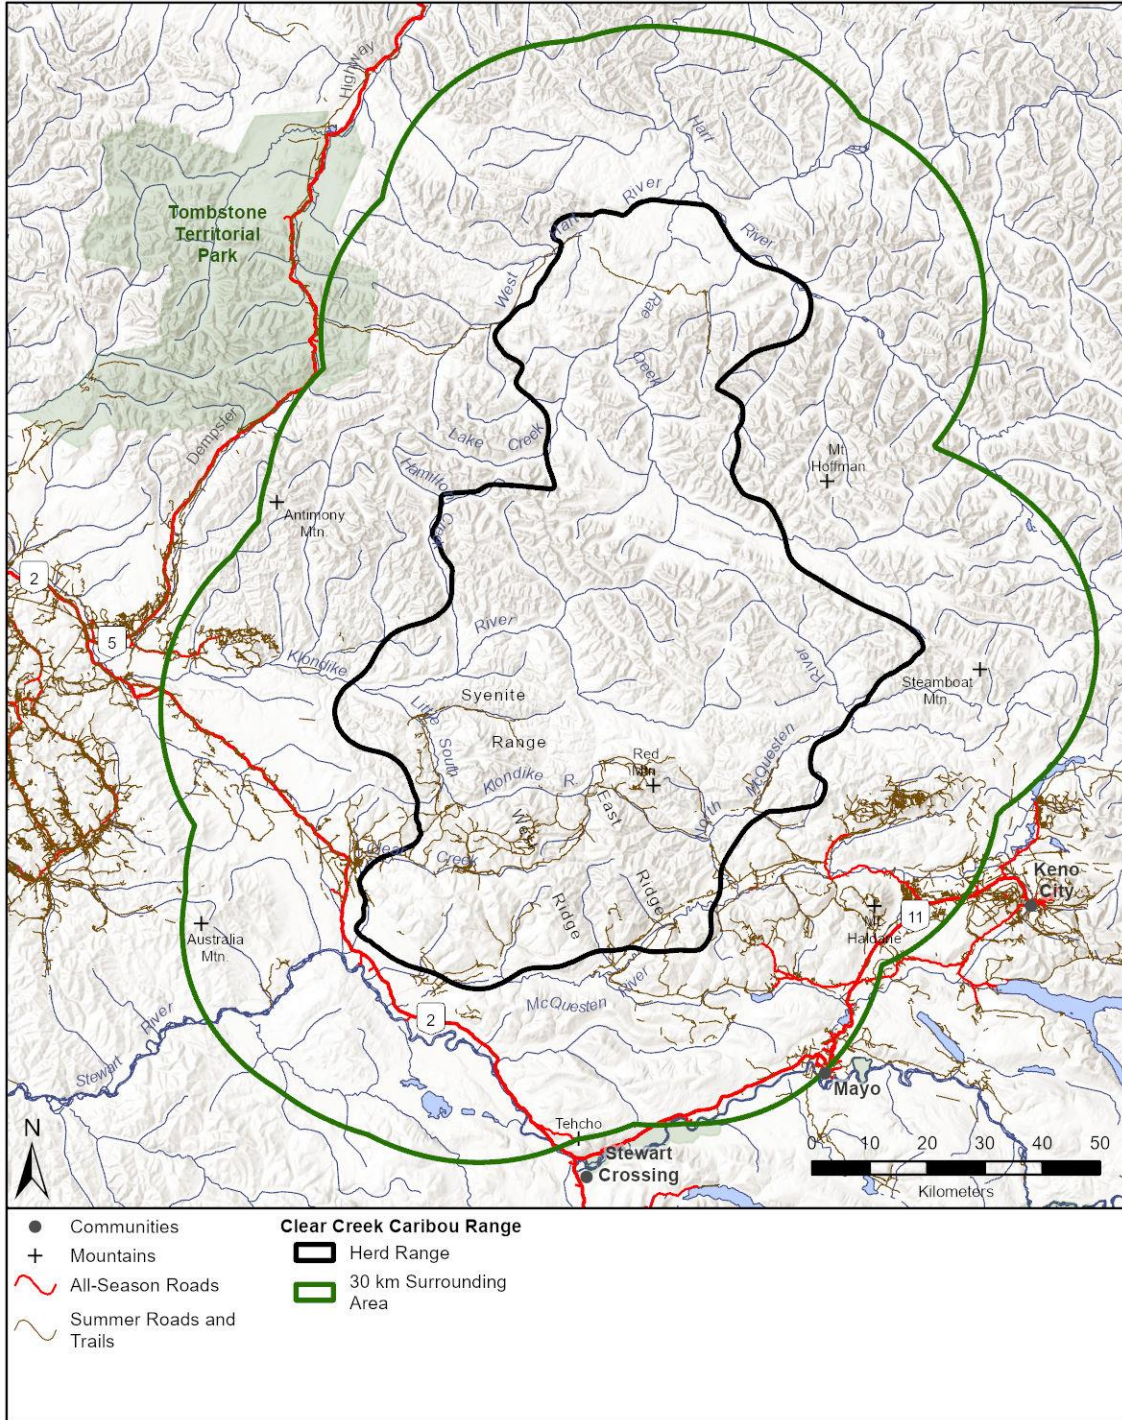 Highway
Hart
River
Tombstone
Territorial
Park
Hart
River
West
Rae
Creek
Dempster
Lake Creek
Hamilton
Creek
Mt
Hoffman
Antimony
Mtn.
2
5
River
Klondike
River
Steamboat
Mtn.
Syenite
Little
Range
South
Red
Mtn
Klondike R.
McQuesten
North
East
West
Clear
Creek
Keno
City
11
Mt
Haldane
Ridge
Ridge
Australia
Mtn.
McQuesten River
2
Stewart River
Mayo
Tehcho
Stewart
Crossing
N
0 10 20 30 40 50
Kilometers
Communities
Mountains
All-Season Roads
Summer Roads and
Trails
Clear Creek Caribou Range
Herd Range
30 km Surrounding
Area